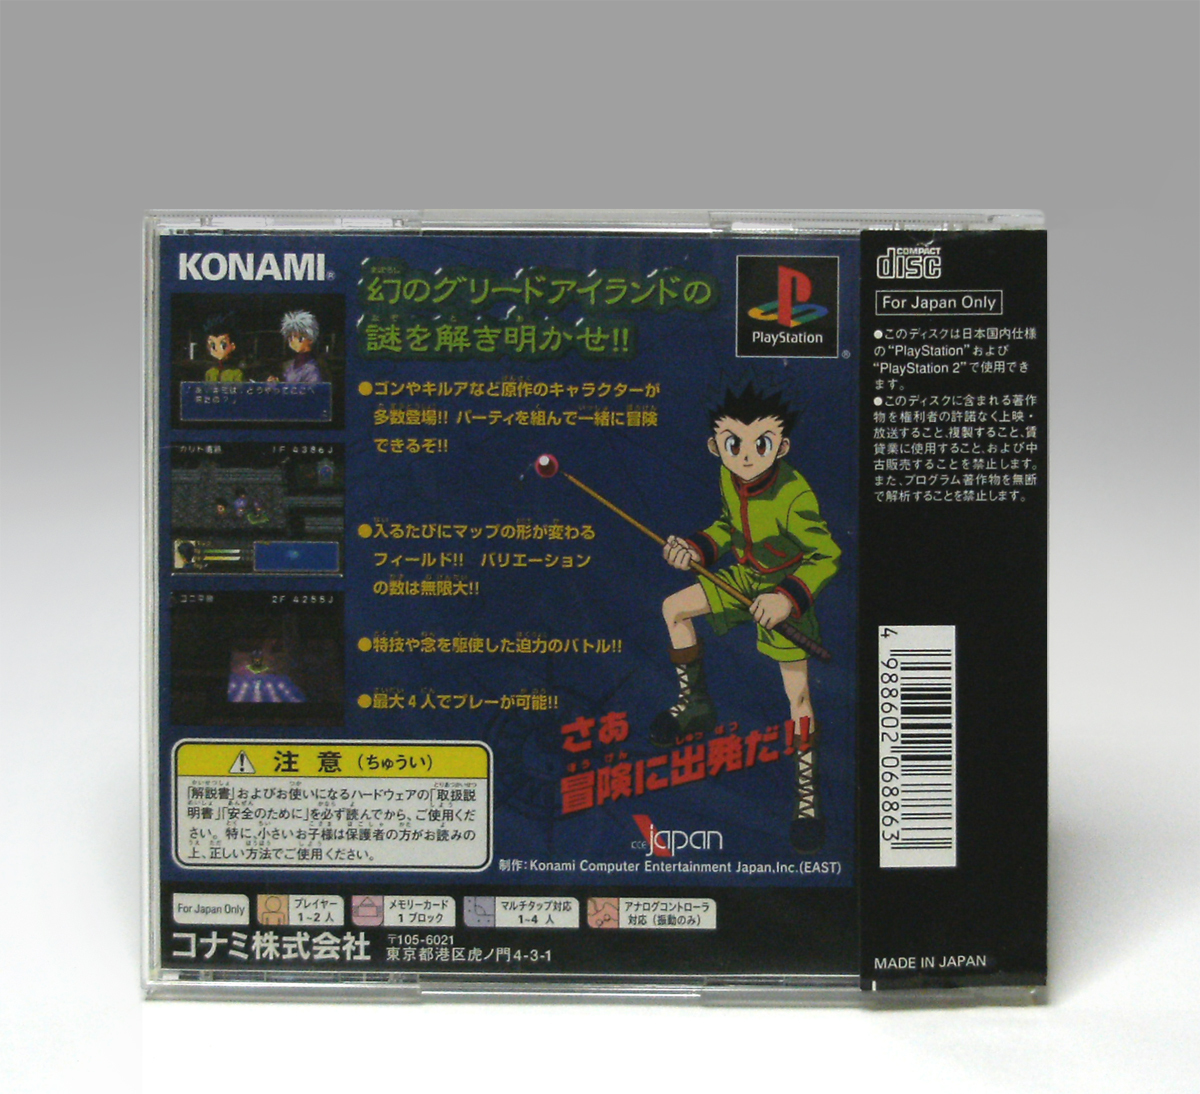 KONAMI®
幻のグリードアイランドの
謎を解き明かせ!!
PlayStation
®
●ゴンやキルアなど原作のキャラクターが
多数登場!! パーティを組んで一緒に冒険
できるぞ!!
●入るたびにマップの形が変わる
フィールド!! バリエーション
の数は無限大!!
●特技や念を駆使した迫力のバトル!!
●最大4人でプレーが可能!!
さあ
冒険に出発だ!!
1F 4386J
2F 4255J
注意(ちゅうい)
「解説書」およびお使いになるハードウェアの「取扱説
明書」「安全のために」を必ず読んでから、ご使用くだ
さい。特に、小さいお子様は保護者の方がお読みの
上、正しい方法でご使用ください。
KCE japan
制作:Konami Computer Entertainment Japan,Inc.(EAST)
For Japan Only
プレイヤー
1~2人
メモリーカード
1ブロック
マルチタップ対応
1~4人
アナログコントローラ
対応(振動のみ)
コナミ株式会社
〒105-6021
東京都港区虎ノ門4-3-1
COMPACT
disc
For Japan Only
●このディスクは日本国内仕様
の"PlayStation"および
"PlayStation 2"で使用でき
ます。
●このディスクに含まれる著作
物を権利者の許諾なく上映・
放送すること、複製すること、賃
貸業に使用すること、および中
古販売することを禁止します。
また、プログラム著作物を無断
で解析することを禁止します。
4 988602 068863
MADE IN JAPAN